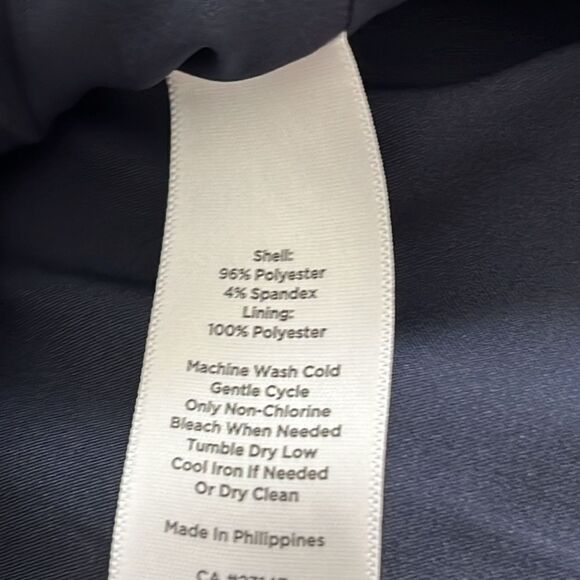 Shell:
96% Polyester
4% Spandex
Lining:
100% Polyester
Machine Wash Cold
Gentle Cycle
Only Non-Chlorine
Bleach When Needed
Tumble Dry Low
Cool Iron If Needed
Or Dry Clean
Made In Philippines
CA